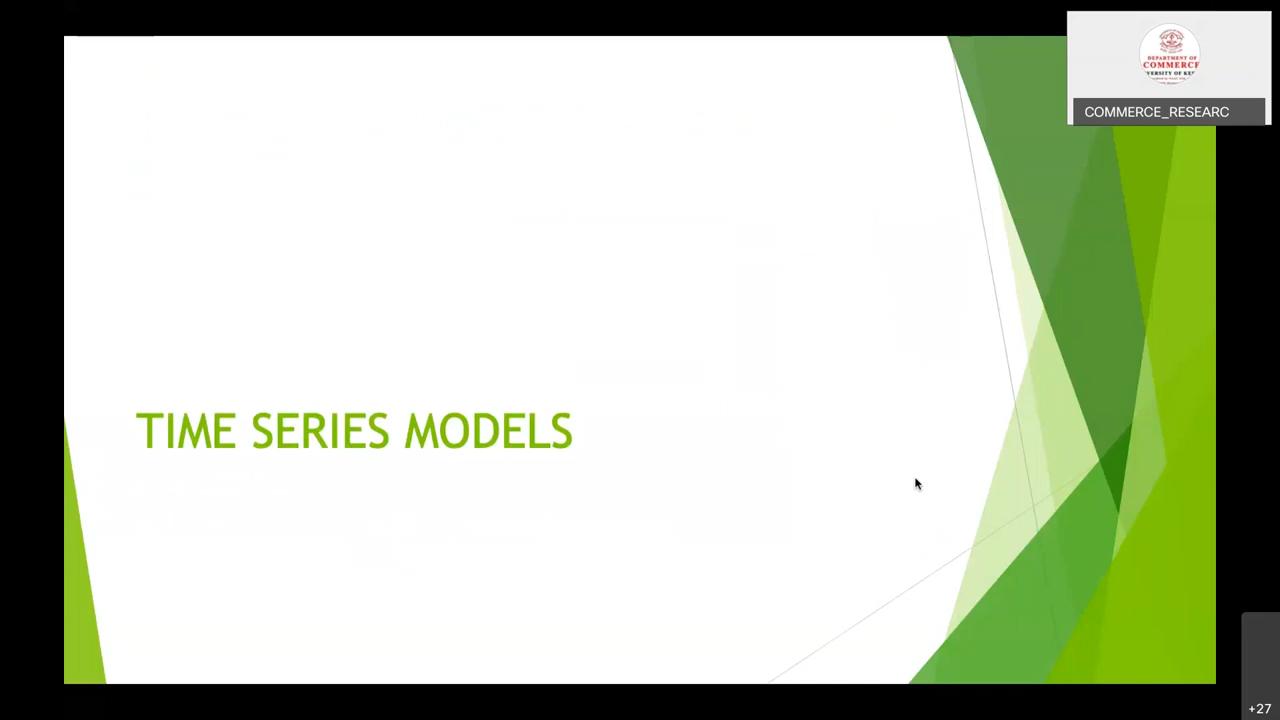 DEPARTMENT OF
COMMERCE
COMMERCE_RESEARC
TIME SERIES MODELS
+27